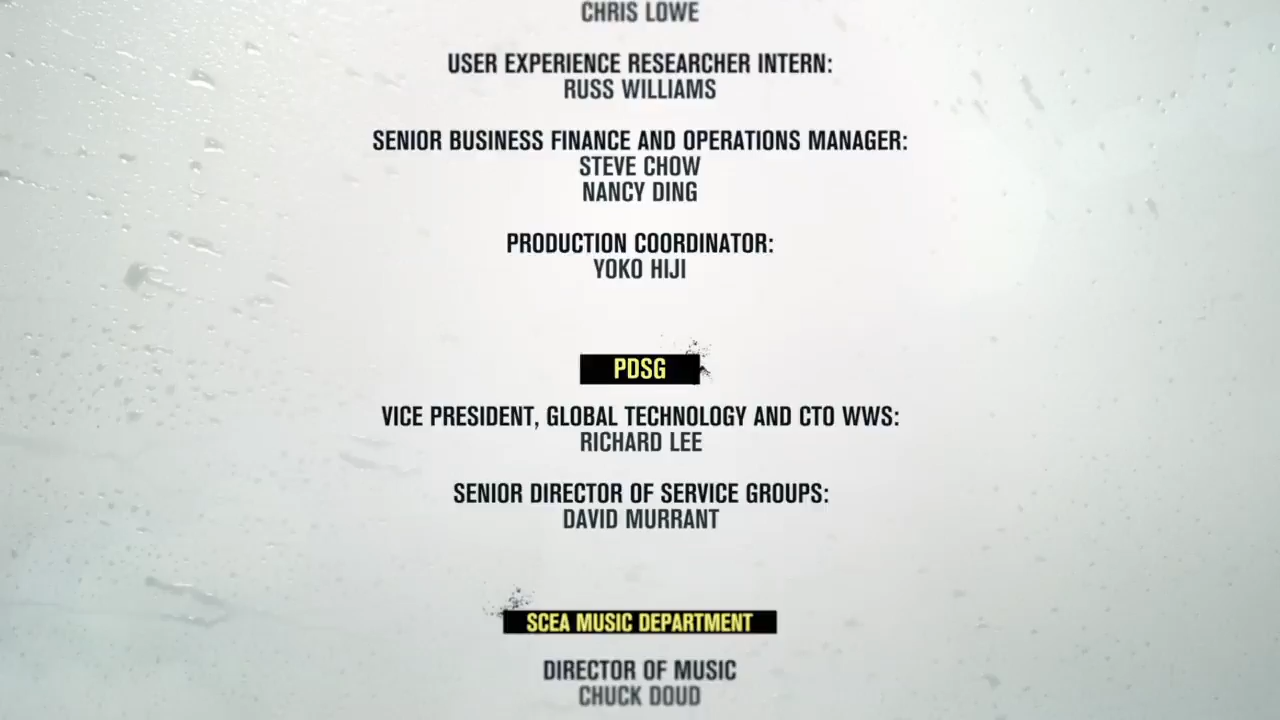 CHRIS LOWE
USER EXPERIENCE RESEARCHER INTERN:
RUSS WILLIAMS
SENIOR BUSINESS FINANCE AND OPERATIONS MANAGER:
STEVE CHOW
NANCY DING
PRODUCTION COORDINATOR:
YOKO HIJI
PDSG
VICE PRESIDENT, GLOBAL TECHNOLOGY AND CTO WWS:
RICHARD LEE
SENIOR DIRECTOR OF SERVICE GROUPS:
DAVID MURRANT
SCEA MUSIC DEPARTMENT
DIRECTOR OF MUSIC
CHUCK DOUD